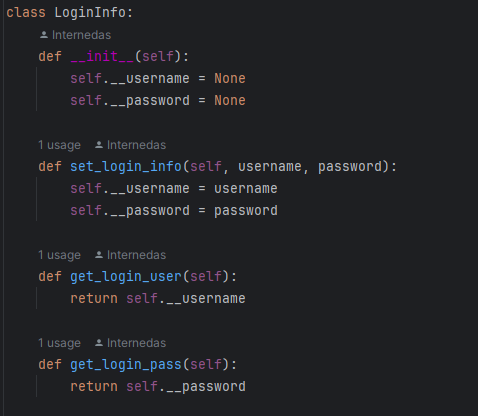 class LoginInfo:
Internedas
def __init__(self):
self.__username = None
self.__password = None
1 usage Internedas
def set_login_info(self, username, password):
self.__username = username
self.__password = password
1 usage Internedas
def get_login_user(self):
return self.__username
1 usage Internedas
def get_login_pass(self):
return self.__password